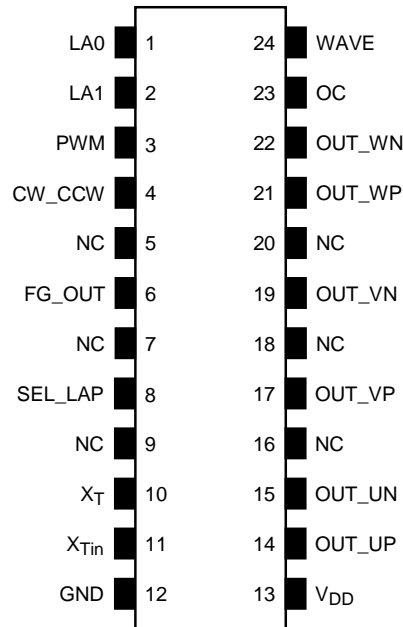 LA0 1 24 WAVE
LA1 2 23 OC
PWM 3 22 OUT_WN
CW_CCW 4 21 OUT_WP
NC 5 20 NC
FG_OUT 6 19 OUT_VN
NC 7 18 NC
SEL_LAP 8 17 OUT_VP
NC 9 16 NC
XT 10 15 OUT_UN
XTin 11 14 OUT_UP
GND 12 13 VDD